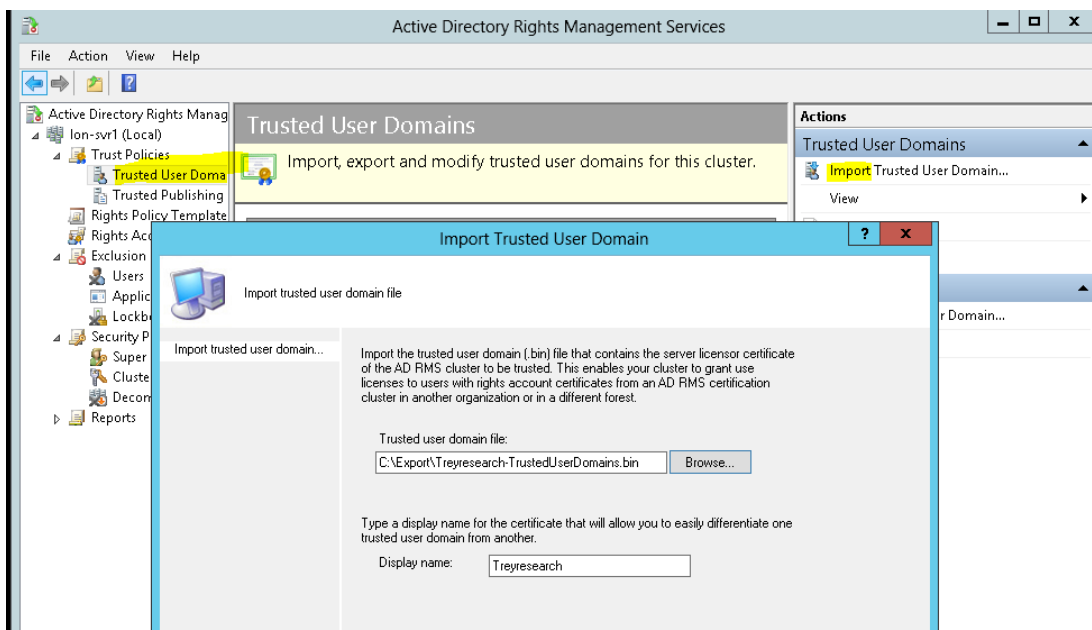 Active Directory Rights Management Services
File Action View Help
Active Directory Rights Manag
lon-svr1 (Local)
Trust Policies
Trusted User Doma
Trusted Publishing
Rights Policy Template
Rights Acc
Exclusion
Users
Applic
Lockb
Security P
Super
Cluste
Decom
Reports
Trusted User Domains
Import, export and modify trusted user domains for this cluster.
Actions
Trusted User Domains
Import Trusted User Domain...
View
r Domain...
Import Trusted User Domain
? x
Import trusted user domain file
Import trusted user domain...
Import the trusted user domain (.bin) file that contains the server licensor certificate
of the AD RMS cluster to be trusted. This enables your cluster to grant use
licenses to users with rights account certificates from an AD RMS certification
cluster in another organization or in a different forest.
Trusted user domain file:
C:\Export\Treyresearch-TrustedUserDomains.bin Browse...
Type a display name for the certificate that will allow you to easily differentiate one
trusted user domain from another.
Display name: Treyresearch